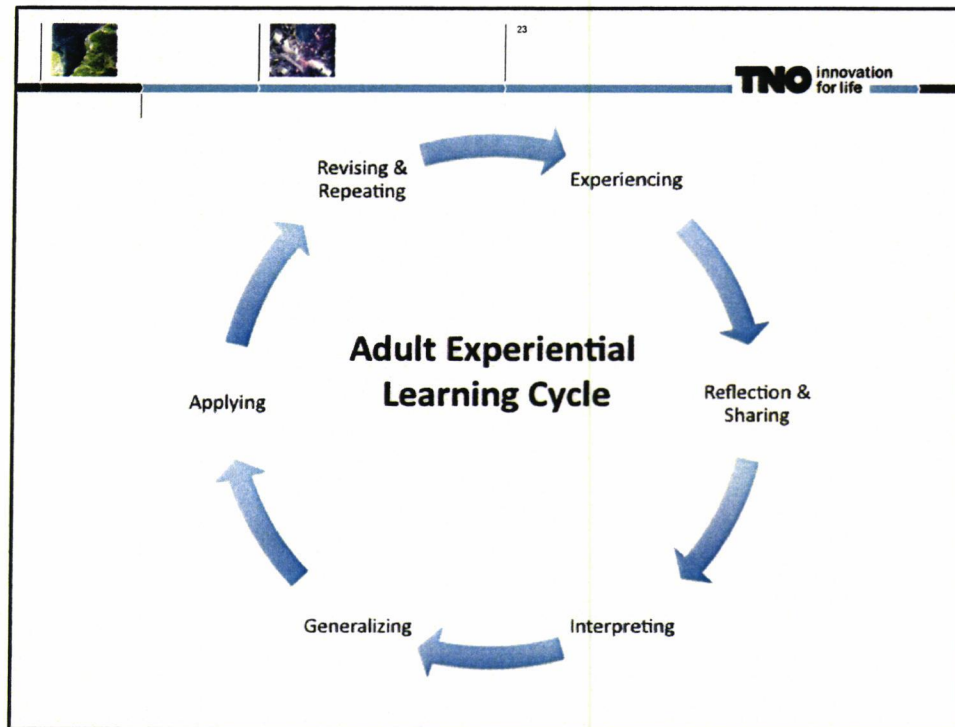 23
TNO innovation
for life
Revising &
Repeating
Experiencing
Adult Experiential
Learning Cycle
Applying
Reflection &
Sharing
Generalizing
Interpreting